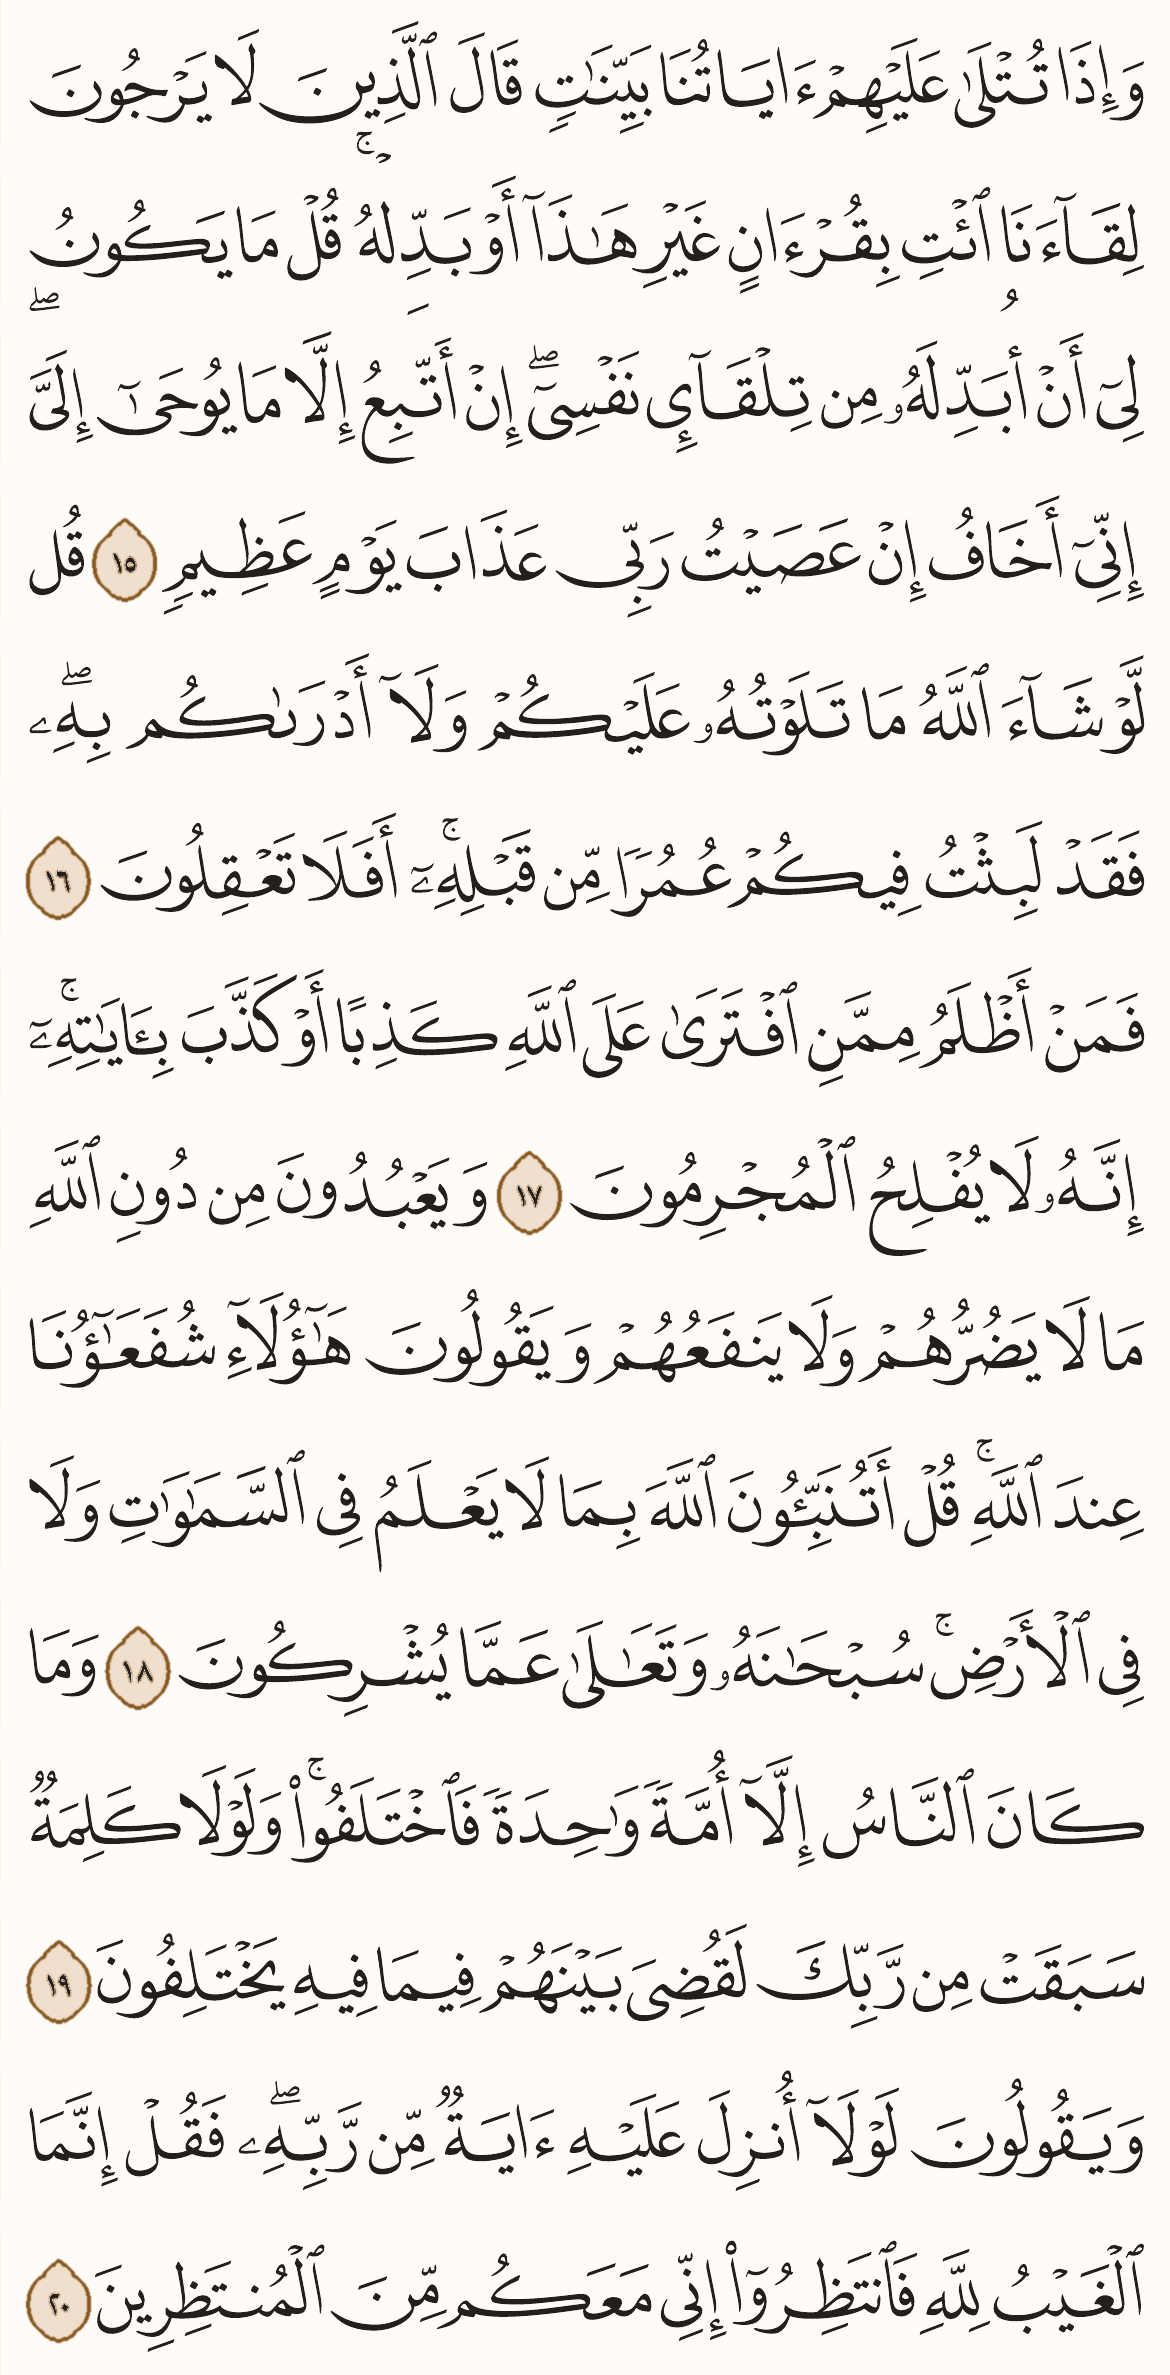 وَإِذَا تُتْلَىٰ عَلَيْهِمْ ءَايَاتُنَا بَيِّنَٰتٍ قَالَ ٱلَّذِينَ لَا يَرْجُونَ
لِقَآءَنَا ٱئْتِ بِقُرْءَانٍ غَيْرِ هَٰذَآ أَوْ بَدِّلْهُ ۚ قُلْ مَا يَكُونُ
لِىٓ أَنْ أُبَدِّلَهُۥ مِن تِلْقَآئِ نَفْسِىٓ ۖ إِنْ أَتَّبِعُ إِلَّا مَا يُوحَىٰٓ إِلَىَّ ۖ
إِنِّىٓ أَخَافُ إِنْ عَصَيْتُ رَبِّى عَذَابَ يَوْمٍ عَظِيمٍ ١٥ قُل
لَّوْ شَآءَ ٱللَّهُ مَا تَلَوْتُهُۥ عَلَيْكُمْ وَلَآ أَدْرَىٰكُم بِهِۦ ۖ
فَقَدْ لَبِثْتُ فِيكُمْ عُمُرًا مِّن قَبْلِهِۦٓ ۚ أَفَلَا تَعْقِلُونَ ١٦
فَمَنْ أَظْلَمُ مِمَّنِ ٱفْتَرَىٰ عَلَى ٱللَّهِ كَذِبًا أَوْ كَذَّبَ بِـَٔايَٰتِهِۦٓ ۚ
إِنَّهُۥ لَا يُفْلِحُ ٱلْمُجْرِمُونَ ١٧ وَيَعْبُدُونَ مِن دُونِ ٱللَّهِ
مَا لَا يَضُرُّهُمْ وَلَا يَنفَعُهُمْ وَيَقُولُونَ هَٰٓؤُلَآءِ شُفَعَٰٓؤُنَا
عِندَ ٱللَّهِ ۚ قُلْ أَتُنَبِّـُٔونَ ٱللَّهَ بِمَا لَا يَعْلَمُ فِى ٱلسَّمَٰوَٰتِ وَلَا
فِى ٱلْأَرْضِ ۚ سُبْحَٰنَهُۥ وَتَعَٰلَىٰ عَمَّا يُشْرِكُونَ ١٨ وَمَا
كَانَ ٱلنَّاسُ إِلَّآ أُمَّةً وَٰحِدَةً فَٱخْتَلَفُوا۟ ۚ وَلَوْلَا كَلِمَةٌ
سَبَقَتْ مِن رَّبِّكَ لَقُضِىَ بَيْنَهُمْ فِيمَا فِيهِ يَخْتَلِفُونَ ١٩
وَيَقُولُونَ لَوْلَآ أُنزِلَ عَلَيْهِ ءَايَةٌ مِّن رَّبِّهِۦ ۖ فَقُلْ إِنَّمَا
ٱلْغَيْبُ لِلَّهِ فَٱنتَظِرُوٓا۟ إِنِّى مَعَكُم مِّنَ ٱلْمُنتَظِرِينَ ٢٠